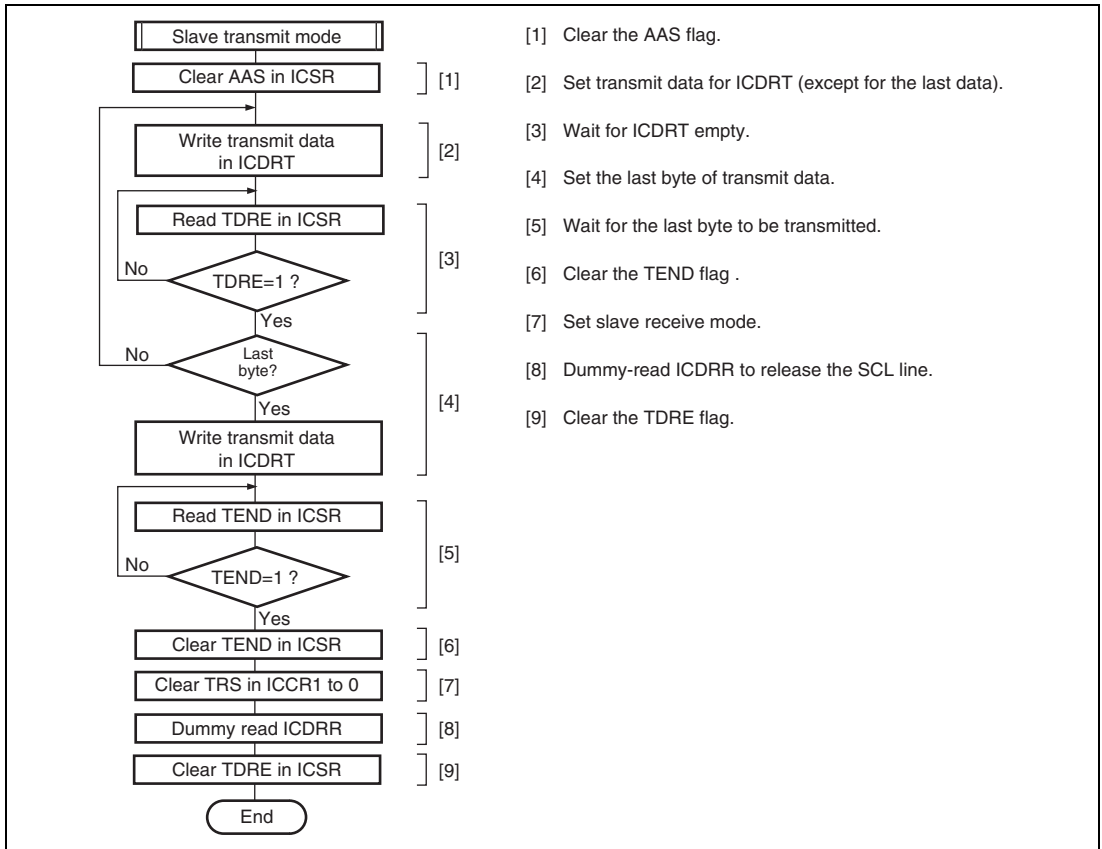 Slave transmit mode
Clear AAS in ICSR
[1]
Write transmit data
in ICDRT
[2]
Read TDRE in ICSR
No
TDRE=1 ?
[3]
Yes
No
Last
byte?
Yes
[4]
Write transmit data
in ICDRT
Read TEND in ICSR
No
TEND=1 ?
[5]
Yes
Clear TEND in ICSR
[6]
Clear TRS in ICCR1 to 0
[7]
Dummy read ICDRR
[8]
Clear TDRE in ICSR
[9]
End
[1] Clear the AAS flag.
[2] Set transmit data for ICDRT (except for the last data).
[3] Wait for ICDRT empty.
[4] Set the last byte of transmit data.
[5] Wait for the last byte to be transmitted.
[6] Clear the TEND flag .
[7] Set slave receive mode.
[8] Dummy-read ICDRR to release the SCL line.
[9] Clear the TDRE flag.